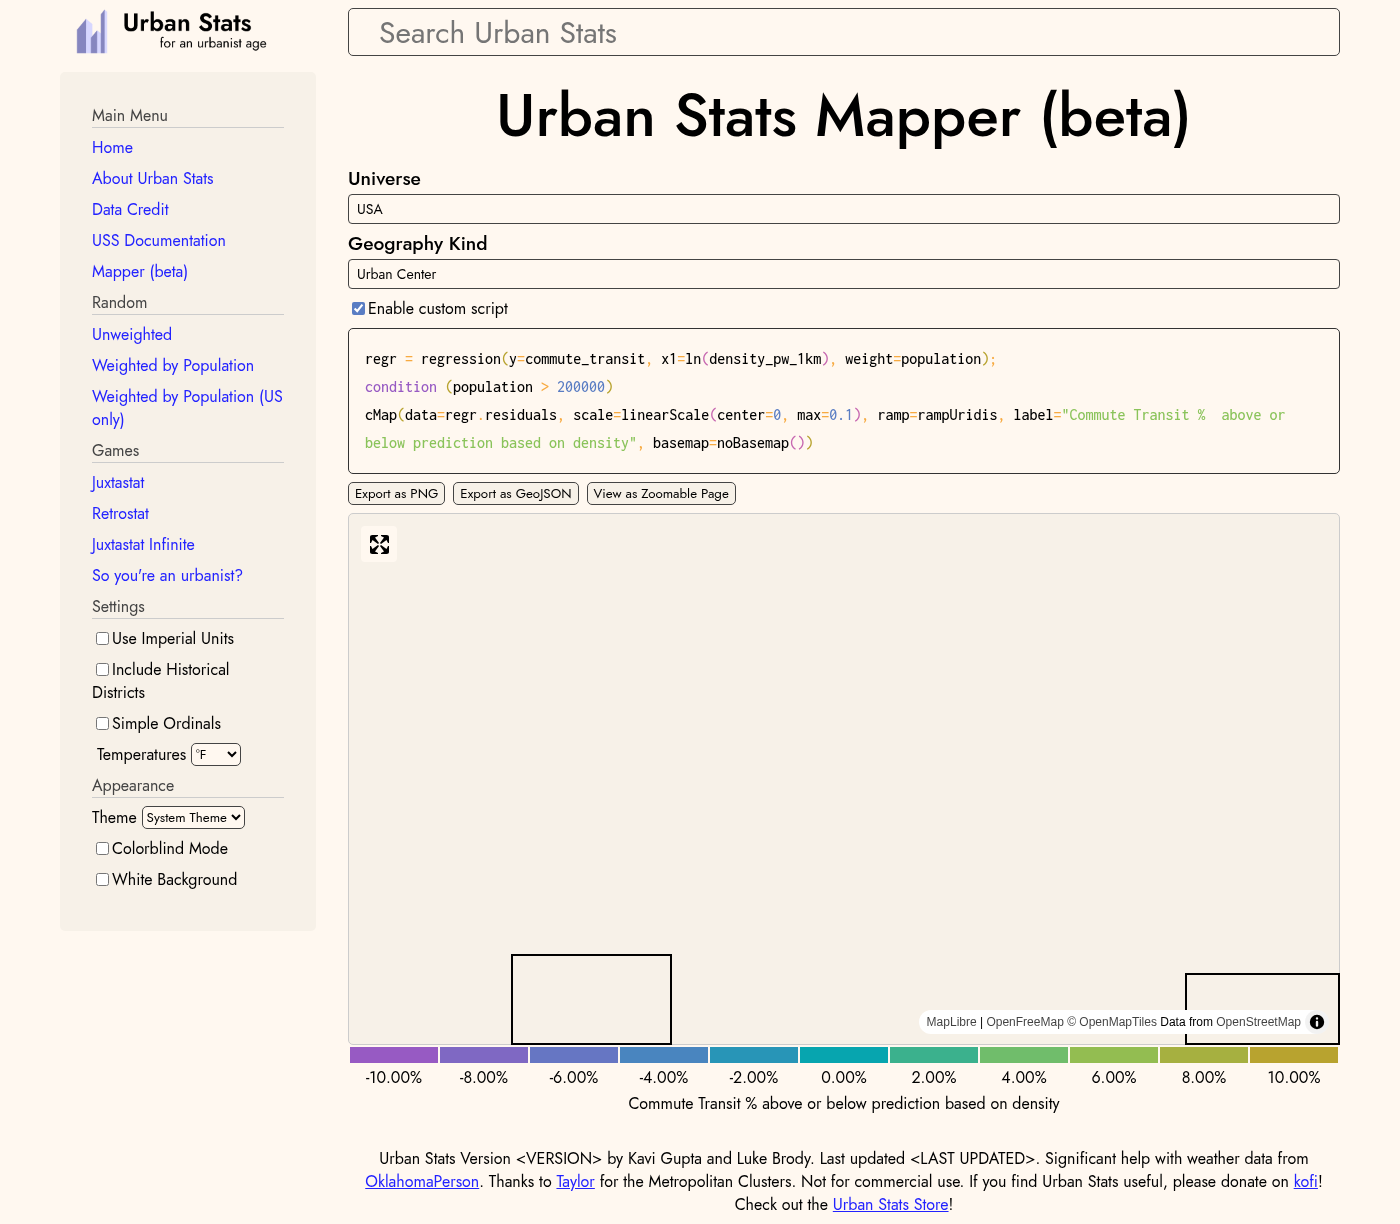 Urban Stats
for an urbanist age
Search Urban Stats
Main Menu
Home
About Urban Stats
Data Credit
USS Documentation
Mapper (beta)
Random
Unweighted
Weighted by Population
Weighted by Population (US
only)
Games
Juxtastat
Retrostat
Juxtastat Infinite
So you're an urbanist?
Settings
Use Imperial Units
Include Historical
Districts
Simple Ordinals
Temperatures °F
Appearance
Theme System Theme
Colorblind Mode
White Background
Urban Stats Mapper (beta)
Universe
USA
Geography Kind
Urban Center
Enable custom script
regr = regression(y=commute_transit, x1=ln(density_pw_1km), weight=population);
condition (population > 200000)
cMap(data=regr.residuals, scale=linearScale(center=0, max=0.1), ramp=rampUridis, label="Commute Transit %  above or
below prediction based on density", basemap=noBasemap())
Export as PNG Export as GeoJSON View as Zoomable Page
MapLibre | OpenFreeMap © OpenMapTiles Data from OpenStreetMap
-10.00% -8.00% -6.00% -4.00% -2.00% 0.00% 2.00% 4.00% 6.00% 8.00% 10.00%
Commute Transit % above or below prediction based on density
Urban Stats Version <VERSION> by Kavi Gupta and Luke Brody. Last updated <LAST UPDATED>. Significant help with weather data from
OklahomaPerson. Thanks to Taylor for the Metropolitan Clusters. Not for commercial use. If you find Urban Stats useful, please donate on kofi!
Check out the Urban Stats Store!